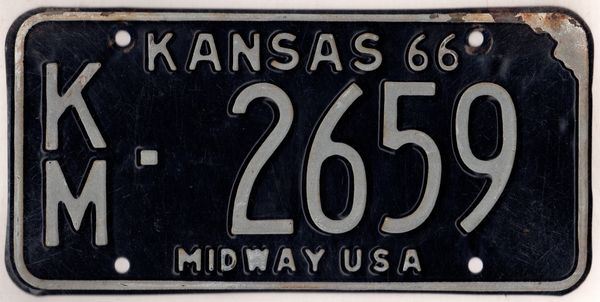 KANSAS 66
KM · 2659
MIDWAY USA